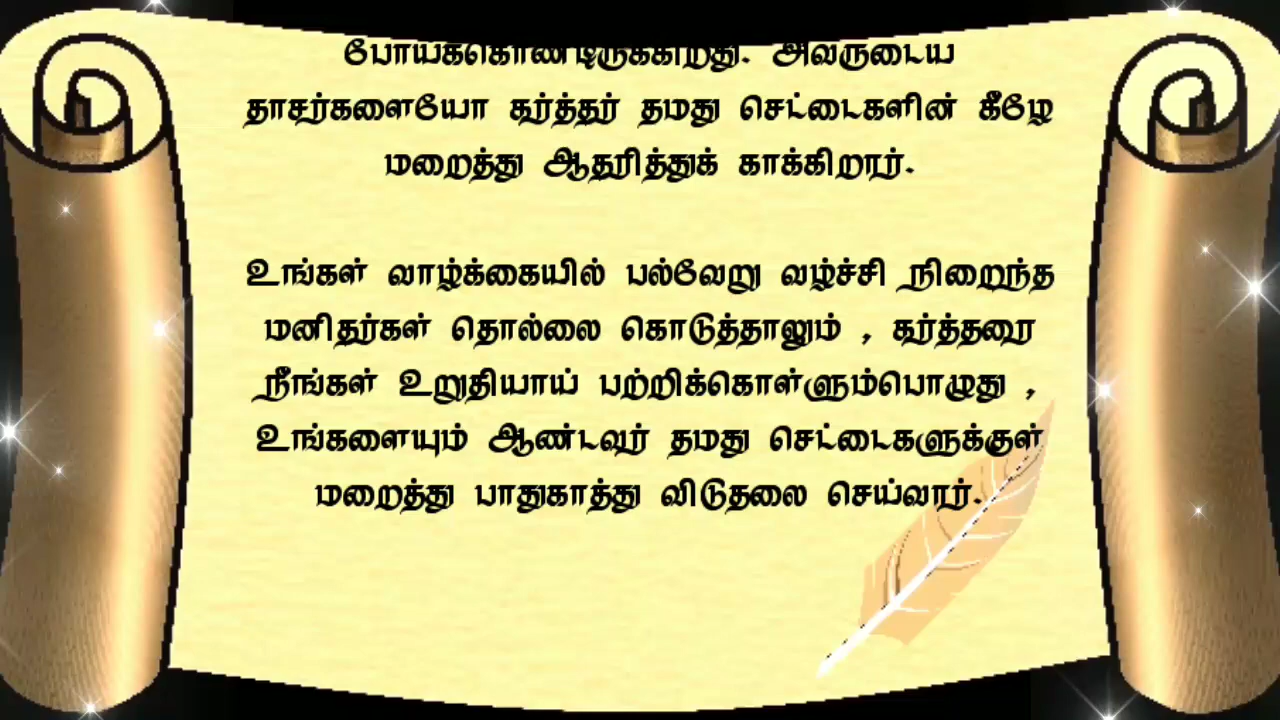 போய்க்கொண்டிருக்கிறது. அவருடைய
தாசர்களையோ கர்த்தர் தமது செட்டைகளின் கீழே
மறைத்து ஆதரித்துக் காக்கிறார்.
உங்கள் வாழ்க்கையில் பல்வேறு வழ்ச்சி நிறைந்த
மனிதர்கள் தொல்லை கொடுத்தாலும் , கர்த்தரை
நீங்கள் உறுதியாய் பற்றிக்கொள்ளும்பொழுது ,
உங்களையும் ஆண்டவர் தமது செட்டைகளுக்குள்
மறைத்து பாதுகாத்து விடுதலை செய்வார்.